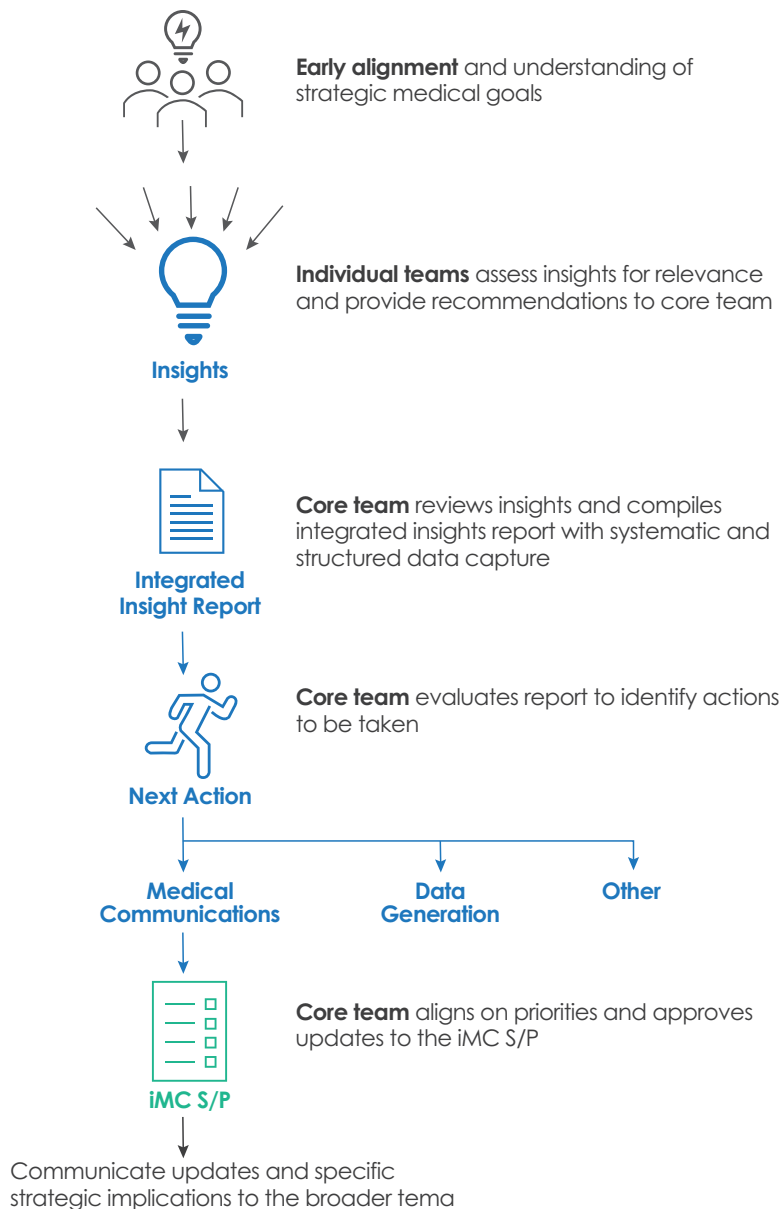 Early alignment and understanding of
strategic medical goals
Individual teams assess insights for relevance
and provide recommendations to core team
Insights
Core team reviews insights and compiles
integrated insights report with systematic and
structured data capture
Integrated
Insight Report
Core team evaluates report to identify actions
to be taken
Next Action
Medical
Communications
Data
Generation
Other
Core team aligns on priorities and approves
updates to the iMC S/P
iMC S/P
Communicate updates and specific
strategic implications to the broader tema